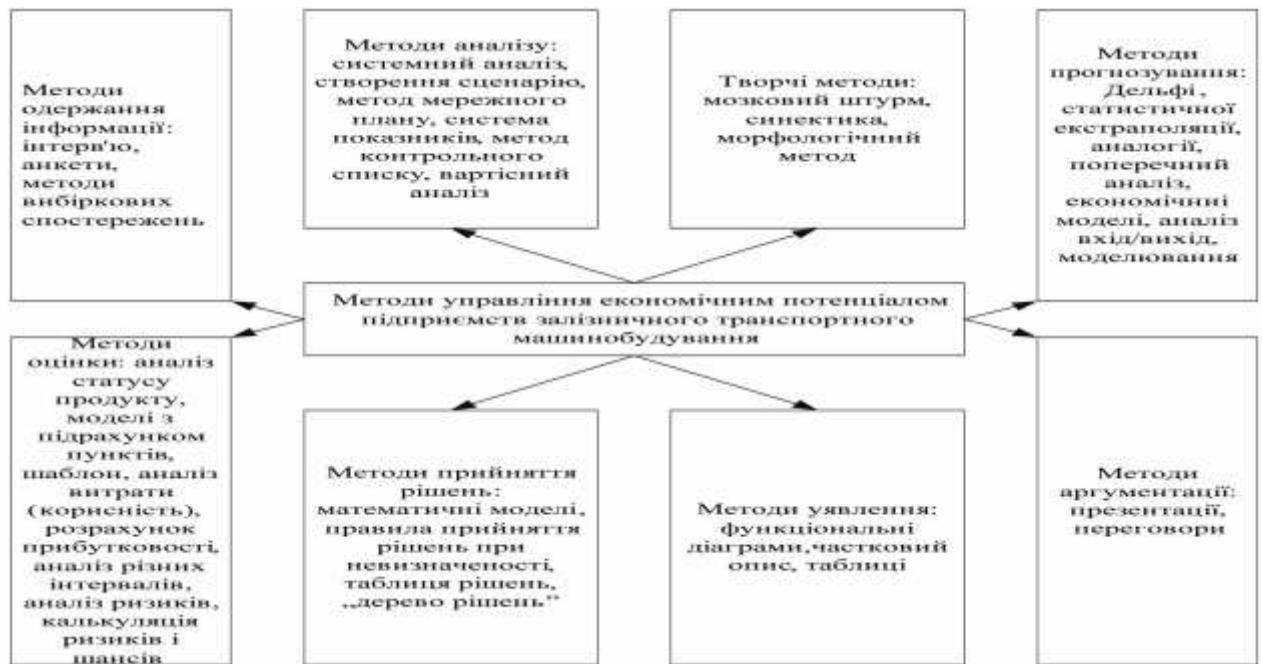 Методи
одержання
інформації:
інтерв'ю,
анкети,
методи
вибіркових
спостережень
Методи аналізу:
системний аналіз,
створення сценарію,
метод мережного
плану, система
показників, метод
контрольного
списку, вартісний
аналіз
Творчі методи:
мозковий штурм,
синектика,
морфологічний
метод
Методи
прогнозування:
Дельфі,
статистичної
екстраполяції,
аналогії,
поперечний
аналіз,
економічні
моделі, аналіз
вхід/вихід,
моделювання
Методи управління економічним потенціалом
підприємств залізничного транспортного
машинобудування
Методи
оцінки: аналіз
статусу
продукту,
моделі з
підрахунком
пунктів,
шаблон, аналіз
витрати
(корисність),
розрахунок
прибутковості,
аналіз різних
інтервалів,
аналіз ризиків,
калькуляція
ризиків і
шансів
Методи прийняття
рішень:
математичні моделі,
правила прийняття
рішень при
невизначеності,
таблиця рішень,
„дерево рішень”
Методи уявлення:
функціональні
діаграми,частковий
опис, таблиці
Методи
аргументації:
презентації,
переговори